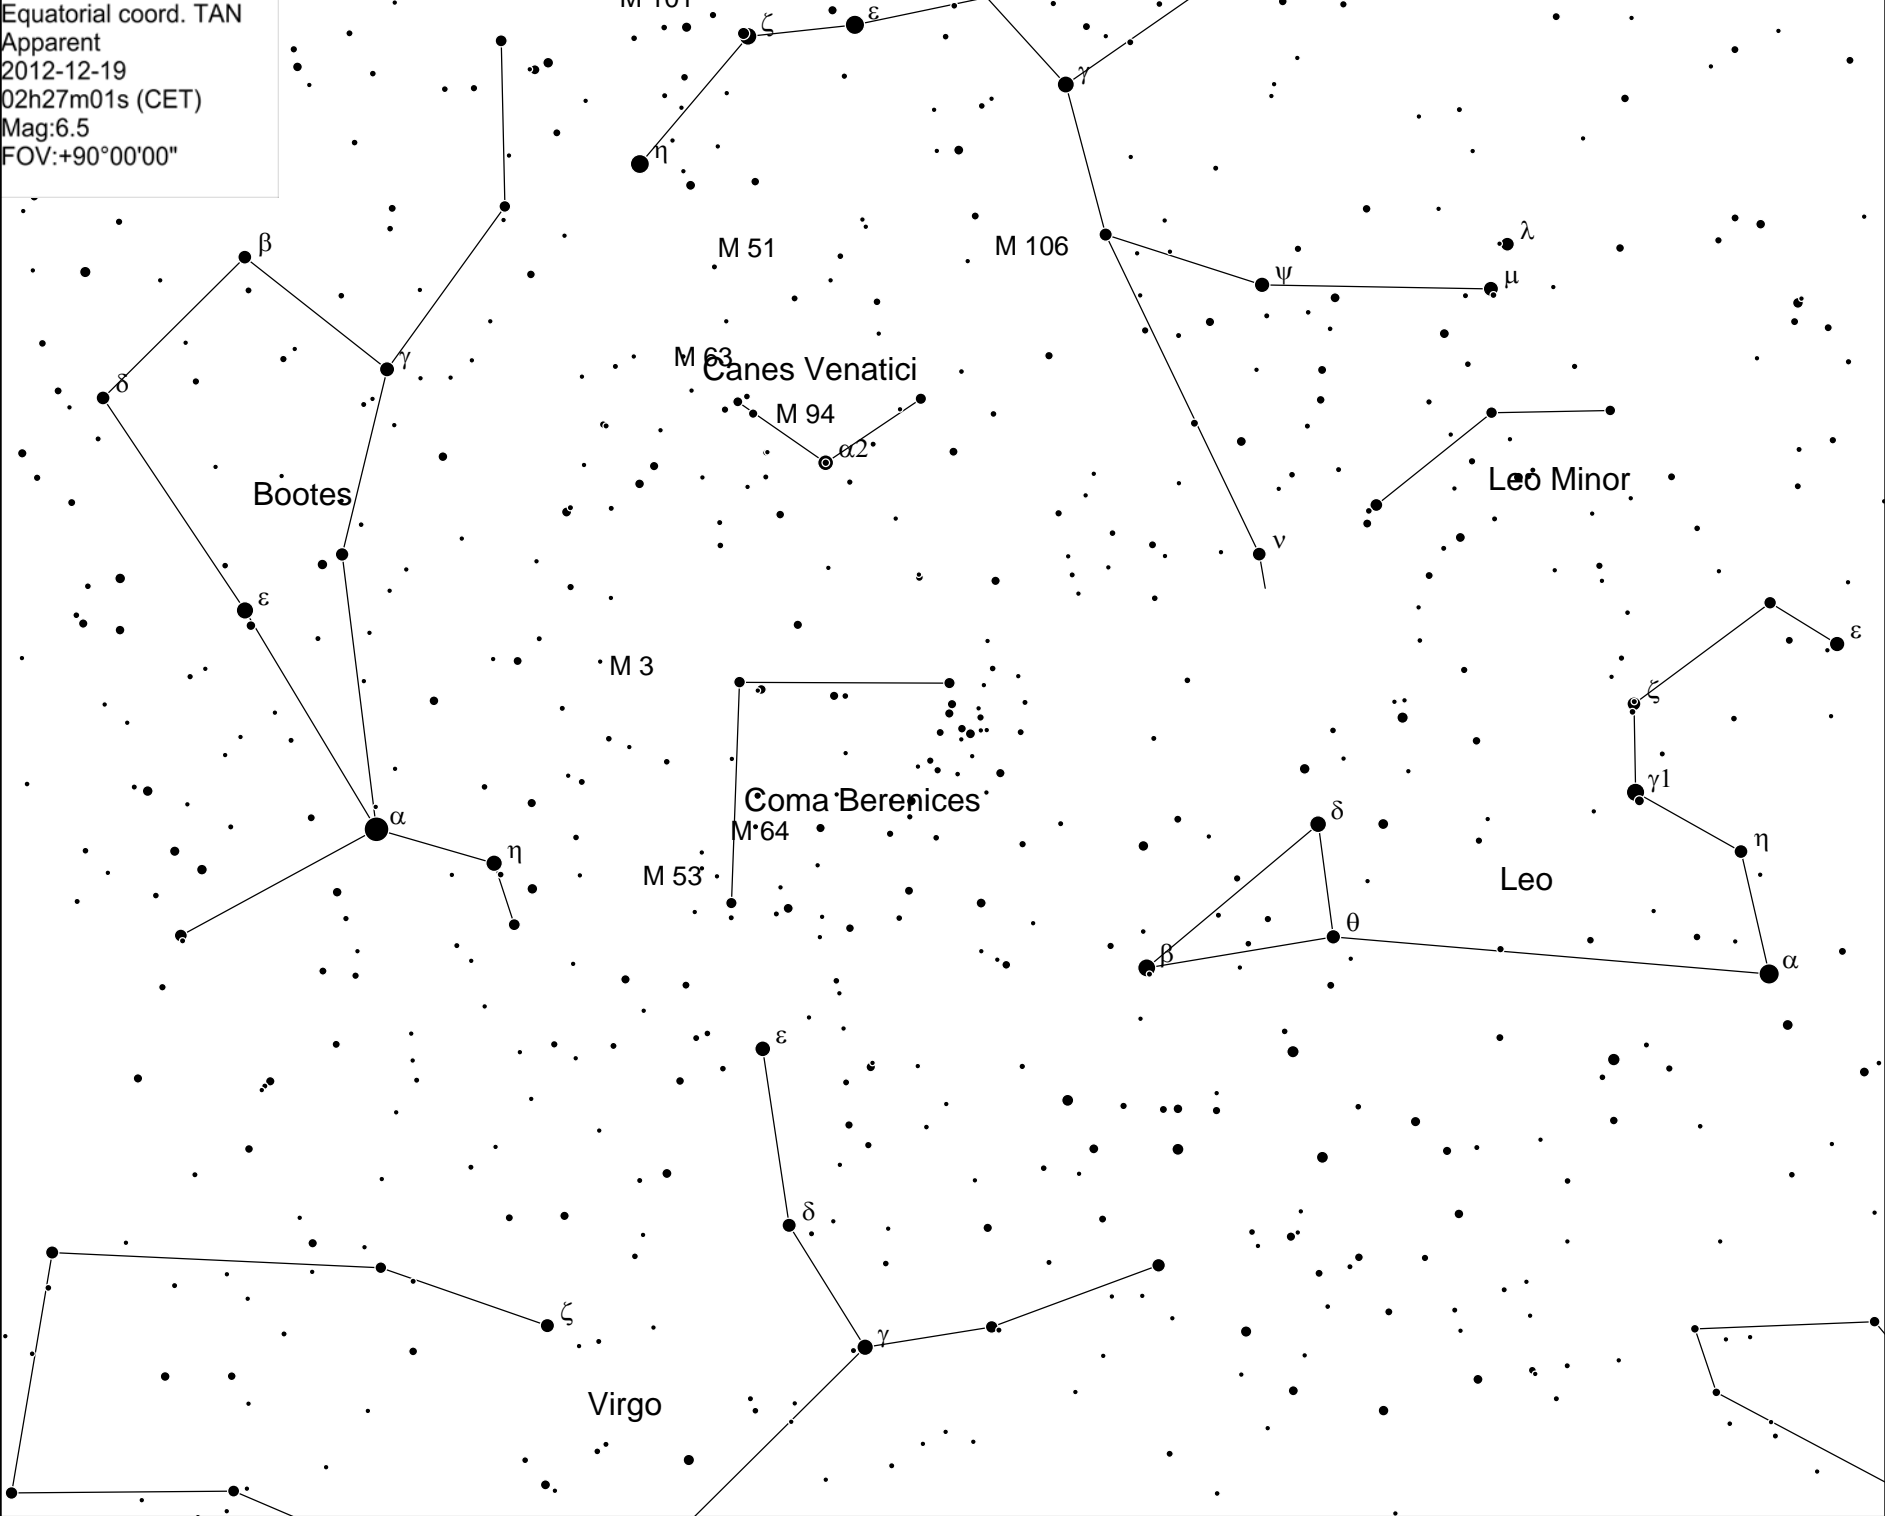 Equatorial coord. TAN
Apparent
2012-12-19
02h27m01s (CET)
Mag:6.5
FOV:+90°00'00"
M 101
ζ
ε
γ
η
β
M 51
M 106
λ
ψ
μ
γ
M 63
Canes Venatici
δ
M 94
α2
Bootes
Leo Minor
ν
ε
ε
M 3
ζ
γ1
Coma Berenices
α
δ
M 64
η
η
M 53
Leo
θ
β
α
ε
δ
ζ
γ
Virgo